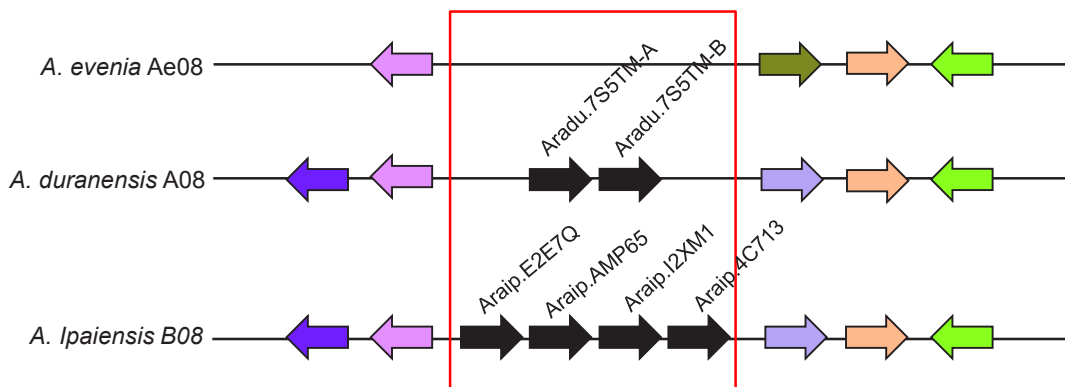 A. evenia Ae08
Aradu.7S5TM-A
Aradu.7S5TM-B
A. duranensis A08
Araip.E2E7Q
Araip.AMP65
Araip.I2XM1
Araip.4C713
A. Ipaiensis B08